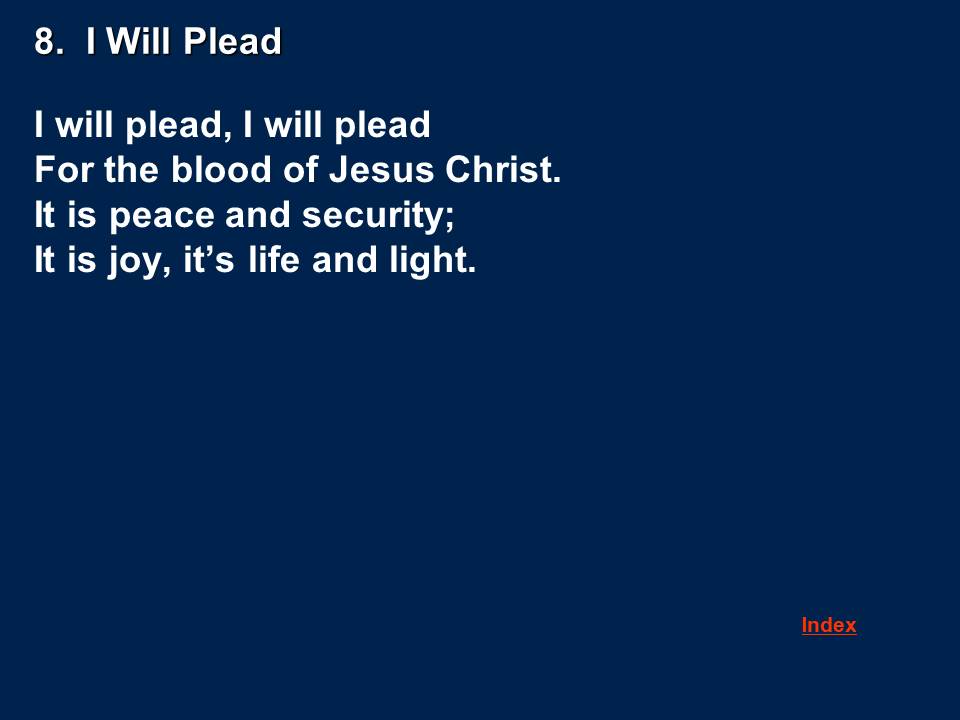 8.  I Will Plead
I will plead, I will plead
For the blood of Jesus Christ.
It is peace and security;
It is joy, it’s life and light.
Index